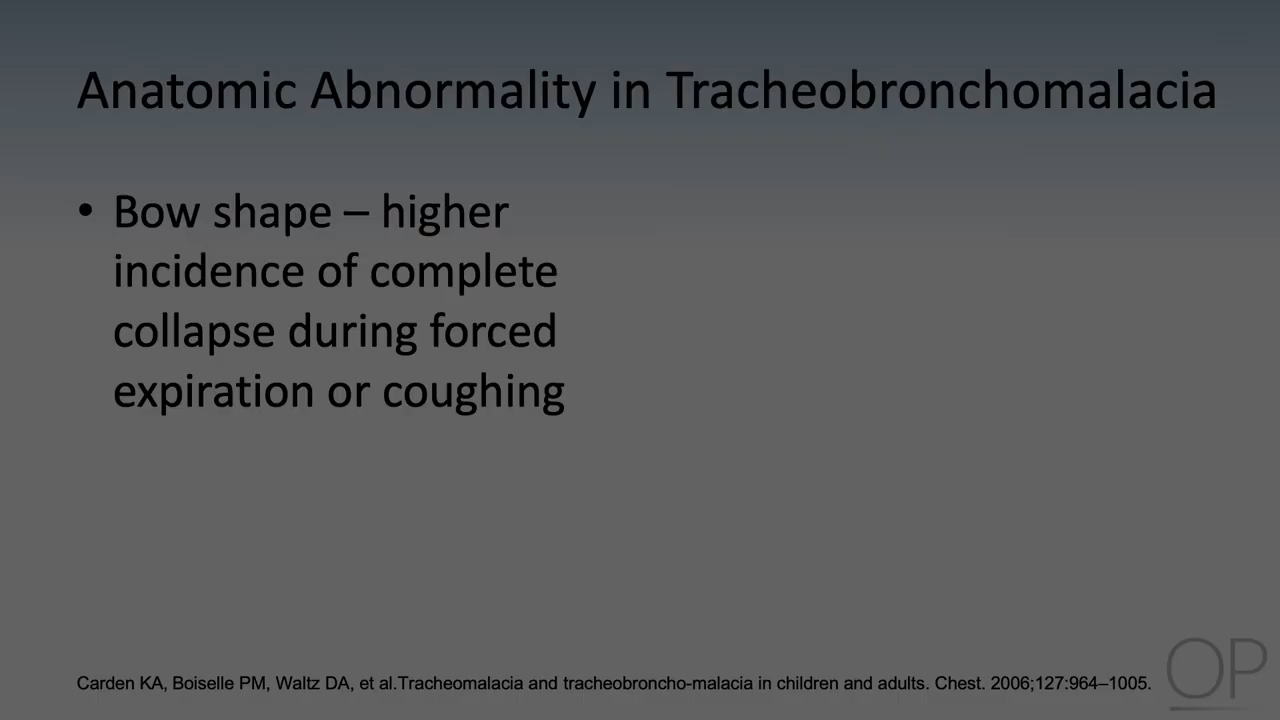 Anatomic Abnormality in Tracheobronchomalacia
• Bow shape – higher
incidence of complete
collapse during forced
expiration or coughing
Carden KA, Boiselle PM, Waltz DA, et al.Tracheomalacia and tracheobroncho-malacia in children and adults. Chest. 2006;127:964–1005.
OP